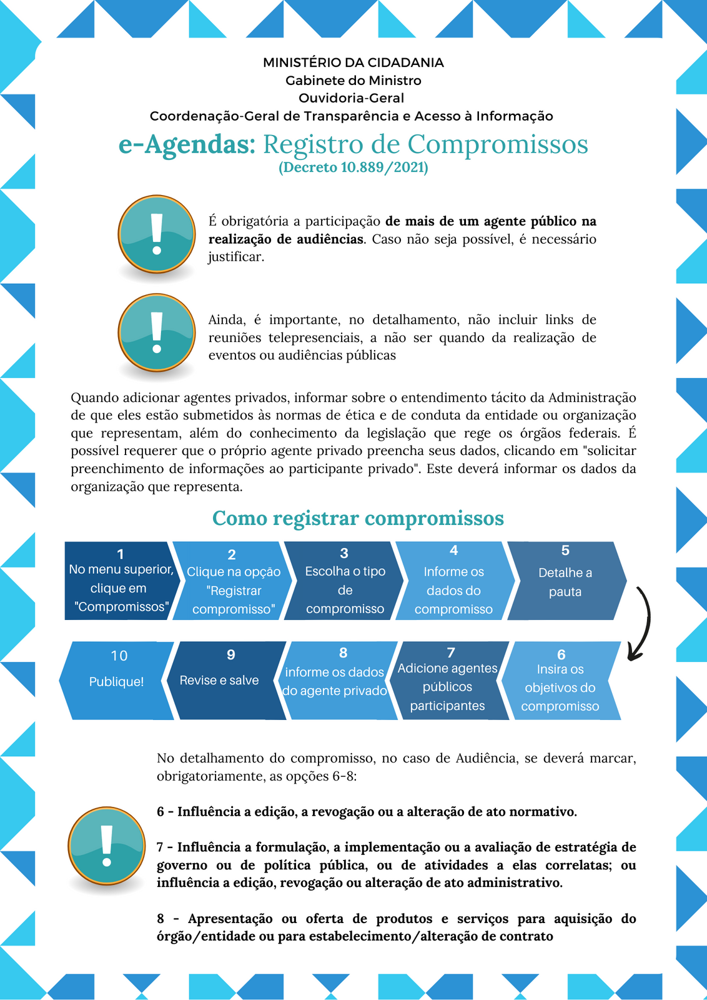 MINISTÉRIO DA CIDADANIA
Gabinete do Ministro
Ouvidoria-Geral
Coordenação-Geral de Transparência e Acesso à Informação
e-Agendas: Registro de Compromissos
(Decreto 10.889/2021)
É obrigatória a participação de mais de um agente público na
realização de audiências. Caso não seja possível, é necessário
justificar.
Ainda, é importante, no detalhamento, não incluir links de
reuniões telepresenciais, a não ser quando da realização de
eventos ou audiências públicas
Quando adicionar agentes privados, informar sobre o entendimento tácito da Administração
de que eles estão submetidos às normas de ética e de conduta da entidade ou organização
que representam, além do conhecimento da legislação que rege os órgãos federais. É
possível requerer que o próprio agente privado preencha seus dados, clicando em "solicitar
preenchimento de informações ao participante privado". Este deverá informar os dados da
organização que representa.
Como registrar compromissos
1
No menu superior,
clique em
"Compromissos"
2
Clique na opção
"Registrar
compromisso"
3
Escolha o tipo
de
compromisso
4
Informe os
dados do
compromisso
5
Detalhe a
pauta
6
Insira os
objetivos do
compromisso
7
Adicione agentes
públicos
participantes
8
informe os dados
do agente privado
9
Revise e salve
10
Publique!
No detalhamento do compromisso, no caso de Audiência, se deverá marcar,
obrigatoriamente, as opções 6-8:
6 - Influência a edição, a revogação ou a alteração de ato normativo.
7 - Influência a formulação, a implementação ou a avaliação de estratégia de
governo ou de política pública, ou de atividades a elas correlatas; ou
influência a edição, revogação ou alteração de ato administrativo.
8 - Apresentação ou oferta de produtos e serviços para aquisição do
órgão/entidade ou para estabelecimento/alteração de contrato